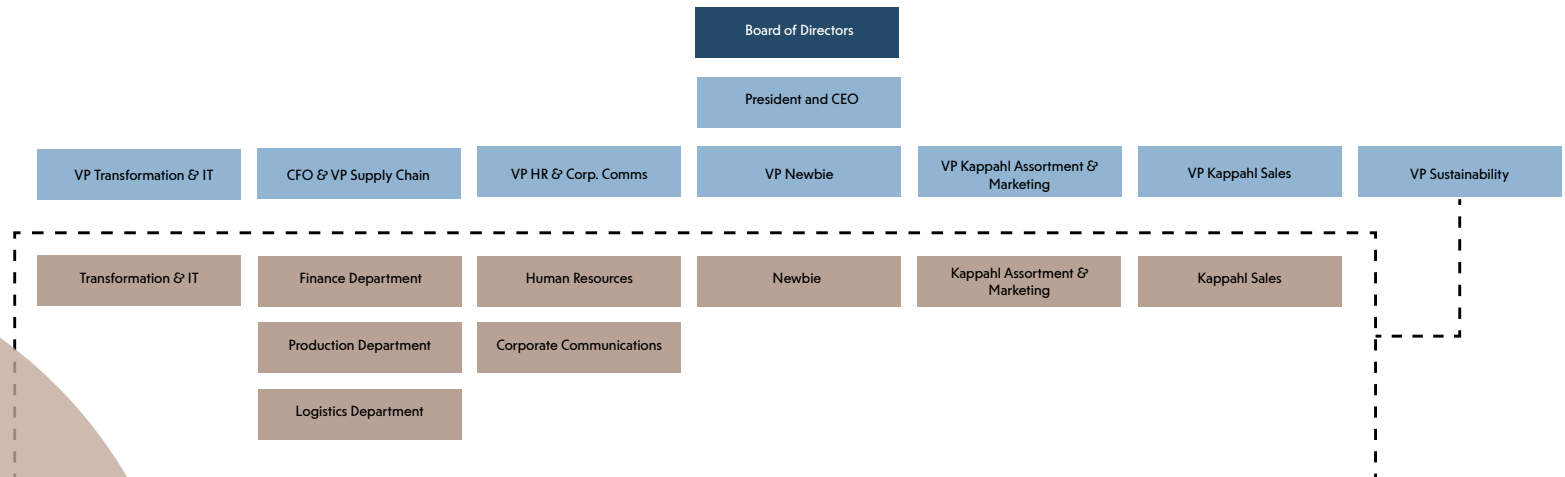 Board of Directors
President and CEO
VP Transformation & IT
CFO & VP Supply Chain
VP HR & Corp. Comms
VP Newbie
VP Kappahl Assortment &
Marketing
VP Kappahl Sales
VP Sustainability
Transformation & IT
Finance Department
Human Resources
Newbie
Kappahl Assortment &
Marketing
Kappahl Sales
Production Department
Corporate Communications
Logistics Department